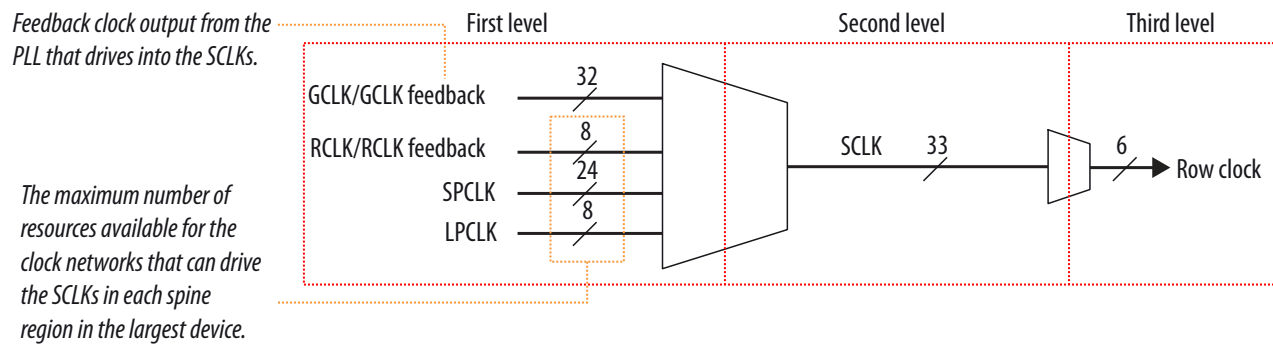 Feedback clock output from the
PLL that drives into the SCLKs.
First level
Second level
Third level
GCLK/GCLK feedback
32
RCLK/RCLK feedback
8
SPCLK
24
LPCLK
8
SCLK
33
6
Row clock
The maximum number of
resources available for the
clock networks that can drive
the SCLKs in each spine
region in the largest device.